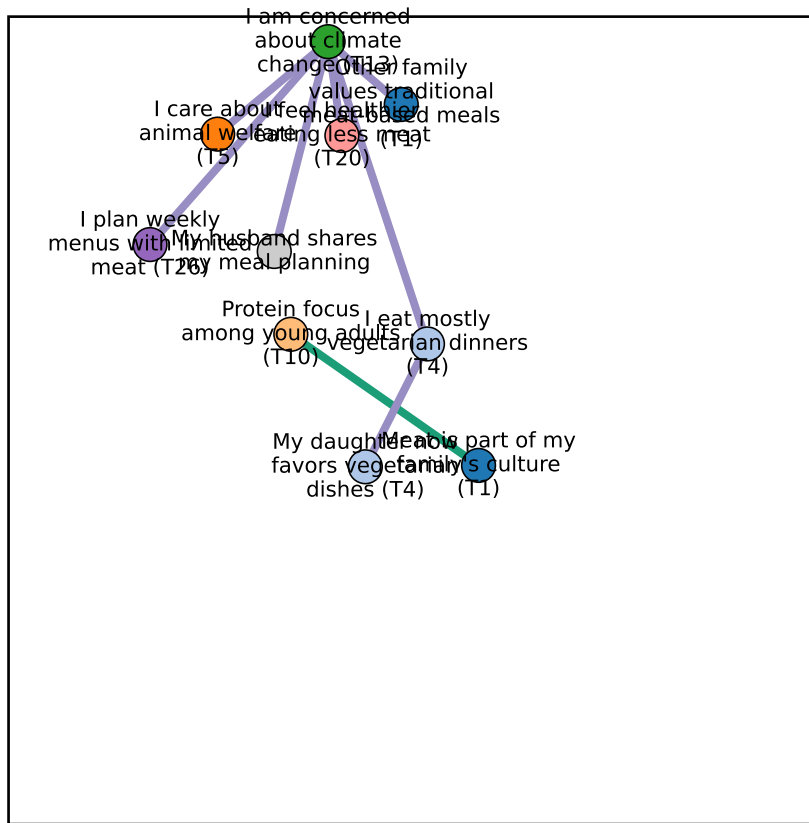 I am concerned
about climate
change (T13)
Other family
values traditional
meat-based meals
(T1)
I care about
animal welfare
(T5)
I feel healthier
eating less meat
(T20)
I plan weekly
menus with limited
meat (T26)
My husband shares
my meal planning
Protein focus
among young adults
(T10)
I eat mostly
vegetarian dinners
(T4)
My daughter now
favors vegetarian
dishes (T4)
Meat is part of my
family's culture
(T1)